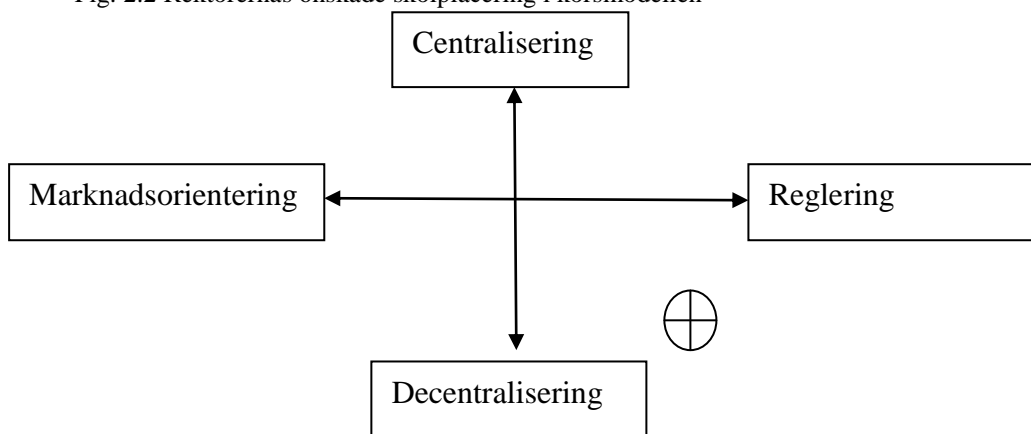 Fig. 2.2 Rektorernas önskade skolplacering i korsmodellen
Centralisering
Marknadsorientering
Reglering
Decentralisering